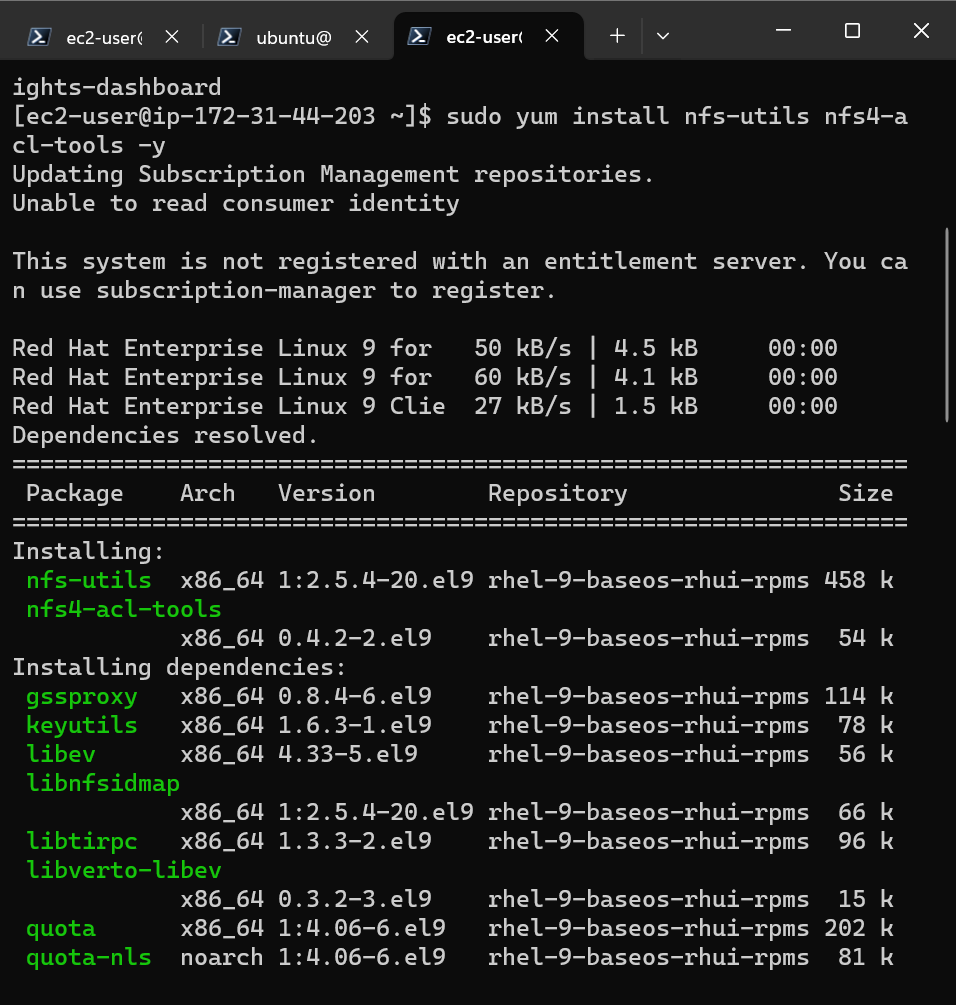 ec2-user( ubuntu@ ec2-user(
ights-dashboard
[ec2-user@ip-172-31-44-203 ~]$ sudo yum install nfs-utils nfs4-a
cl-tools -y
Updating Subscription Management repositories.
Unable to read consumer identity
This system is not registered with an entitlement server. You ca
n use subscription-manager to register.
Red Hat Enterprise Linux 9 for   50 kB/s | 4.5 kB     00:00
Red Hat Enterprise Linux 9 for   60 kB/s | 4.1 kB     00:00
Red Hat Enterprise Linux 9 Clie  27 kB/s | 1.5 kB     00:00
Dependencies resolved.
================================================================
 Package    Arch   Version        Repository               Size
================================================================
Installing:
 nfs-utils  x86_64 1:2.5.4-20.el9 rhel-9-baseos-rhui-rpms 458 k
 nfs4-acl-tools
            x86_64 0.4.2-2.el9    rhel-9-baseos-rhui-rpms  54 k
Installing dependencies:
 gssproxy   x86_64 0.8.4-6.el9    rhel-9-baseos-rhui-rpms 114 k
 keyutils   x86_64 1.6.3-1.el9    rhel-9-baseos-rhui-rpms  78 k
 libev      x86_64 4.33-5.el9     rhel-9-baseos-rhui-rpms  56 k
 libnfsidmap
            x86_64 1:2.5.4-20.el9 rhel-9-baseos-rhui-rpms  66 k
 libtirpc   x86_64 1.3.3-2.el9    rhel-9-baseos-rhui-rpms  96 k
 libverto-libev
            x86_64 0.3.2-3.el9    rhel-9-baseos-rhui-rpms  15 k
 quota      x86_64 1:4.06-6.el9   rhel-9-baseos-rhui-rpms 202 k
 quota-nls  noarch 1:4.06-6.el9   rhel-9-baseos-rhui-rpms  81 k